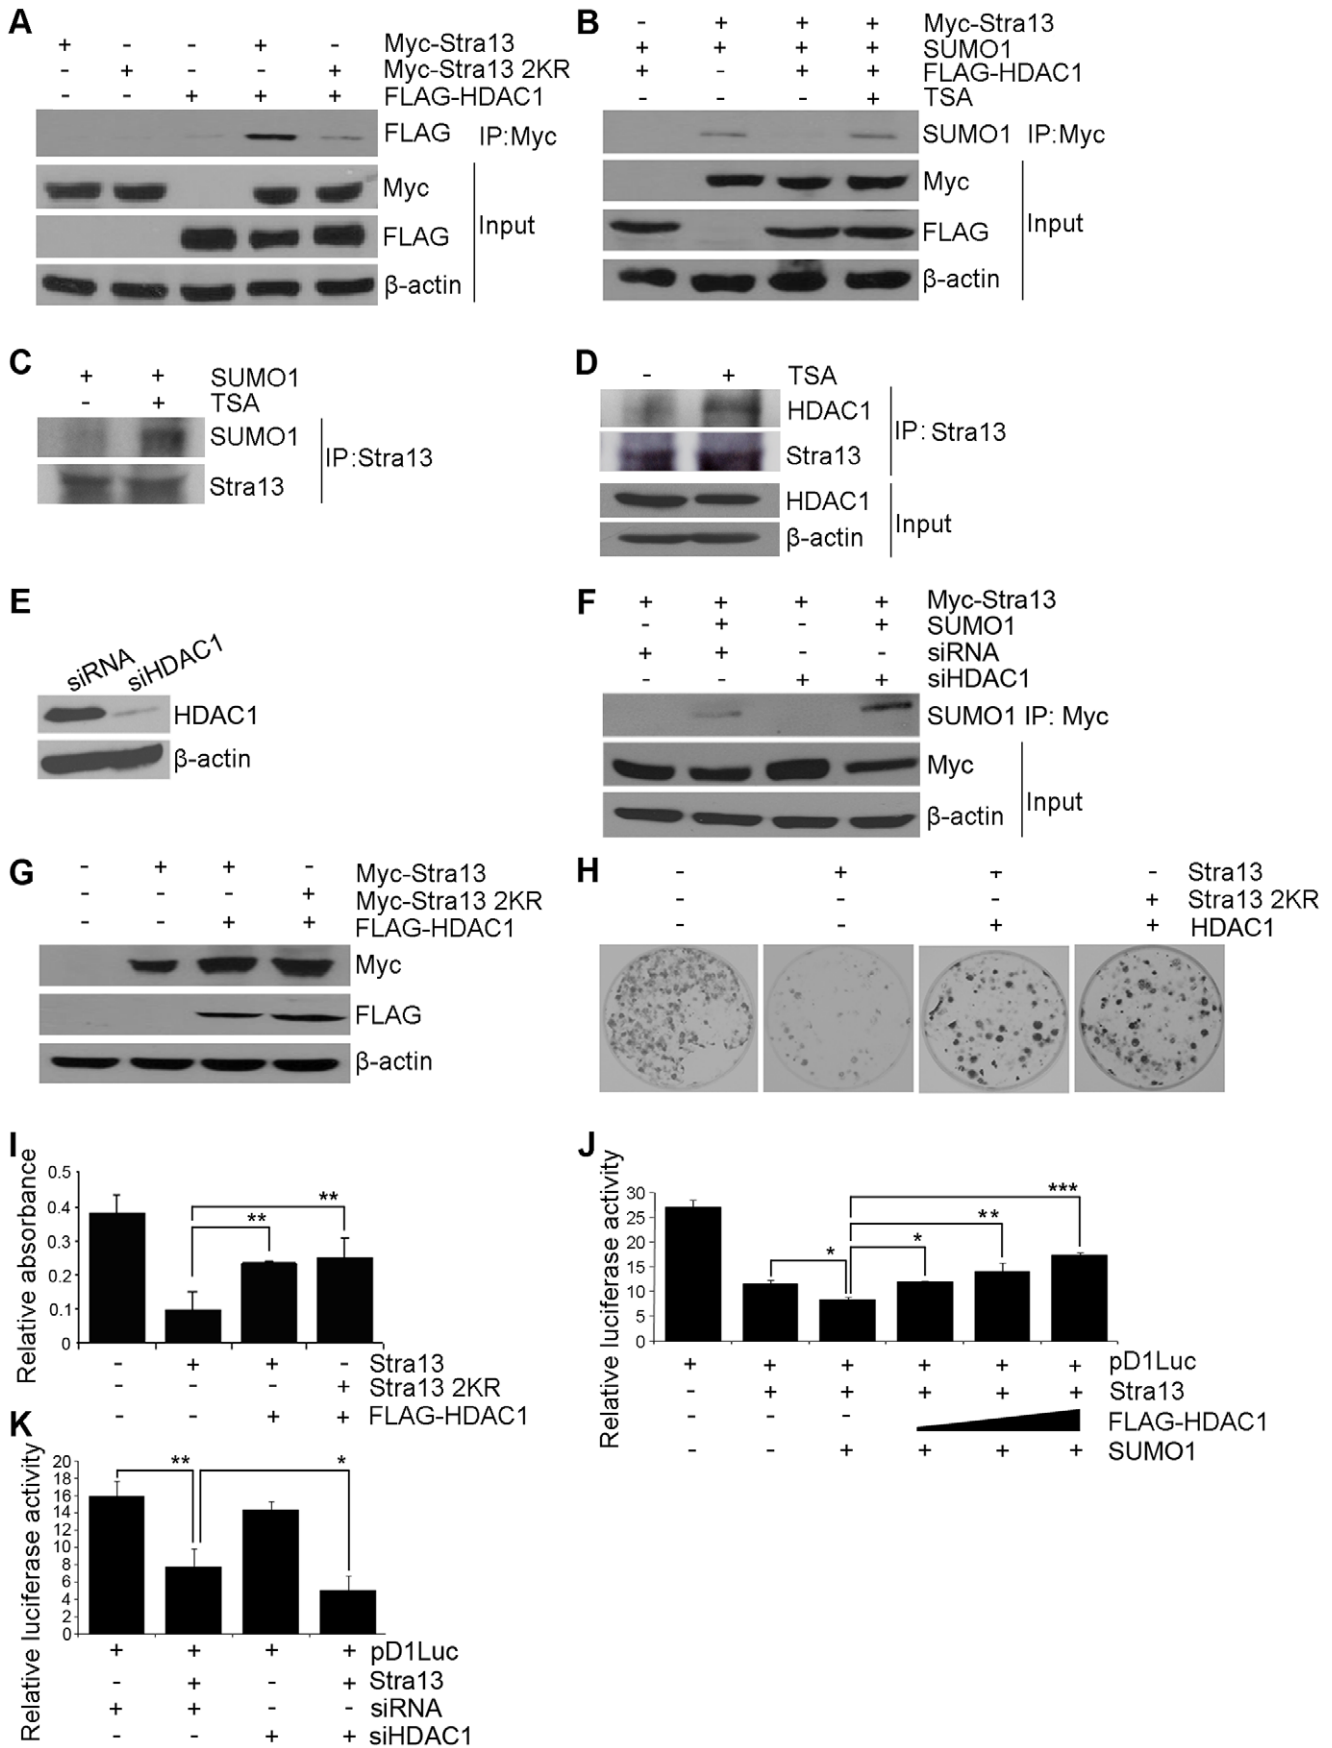 A
+ - - + - Myc-Stra13
- + - - + Myc-Stra13 2KR
- - + + + FLAG-HDAC1
FLAG IP:Myc
Myc
FLAG
β-actin
Input
B
- + + + Myc-Stra13
+ + + + SUMO1
+ - + + FLAG-HDAC1
- - - + TSA
SUMO1 IP:Myc
Myc
FLAG
β-actin
Input
C
+ + SUMO1
- + TSA
SUMO1
Stra13
IP:Stra13
D
- + TSA
HDAC1
Stra13
IP: Stra13
HDAC1
β-actin
Input
E
siRNA siHDAC1
HDAC1
β-actin
F
+ + + + Myc-Stra13
- + - + SUMO1
+ + - - siRNA
- - + + siHDAC1
SUMO1 IP: Myc
Myc
β-actin
Input
G
- + + - Myc-Stra13
- - - + Myc-Stra13 2KR
- - + + FLAG-HDAC1
Myc
FLAG
β-actin
H
- + + - Stra13
- - - + Stra13 2KR
- - + + HDAC1
I
Relative absorbance
0.5
0.4
0.3
0.2
0.1
0
**
**
- + + - Stra13
- - - + Stra13 2KR
- - + + FLAG-HDAC1
J
Relative luciferase activity
30
25
20
15
10
5
0
***
**
*
*
+ + + + + + pD1Luc
- + + + + + Stra13
- - - FLAG-HDAC1
- - + + + + SUMO1
K
Relative luciferase activity
20
18
16
14
12
10
8
6
4
2
0
** *
+ + + + pD1Luc
- + - + Stra13
+ + - - siRNA
- - + + siHDAC1